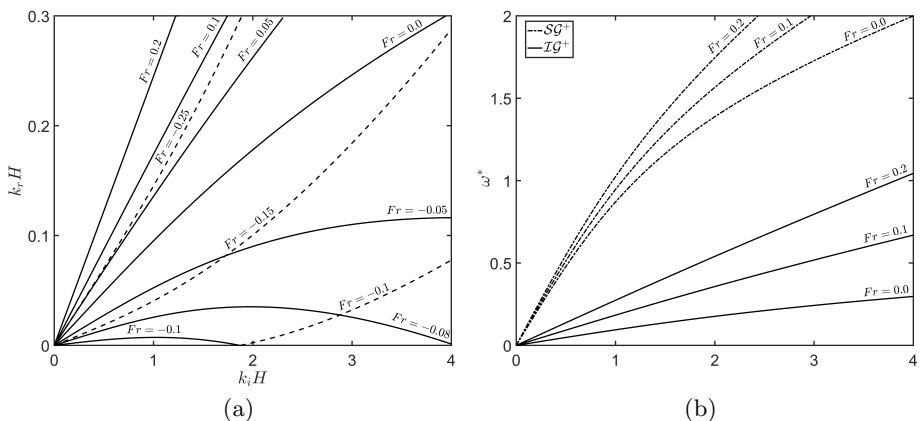 0.3
0.2
0.1
0
0
1
2
3
4
k_rH
k_iH
Fr = 0.2
Fr = 0.1
Fr = −0.25
Fr = 0.05
Fr = 0.0
Fr = −0.15
Fr = −0.05
Fr = −0.1
Fr = −0.1
Fr = −0.08
(a)
2
1.5
1
0.5
0
0
1
2
3
4
ω*
SG⁺
IG⁺
Fr = 0.2
Fr = 0.1
Fr = 0.0
Fr = 0.2
Fr = 0.1
Fr = 0.0
(b)